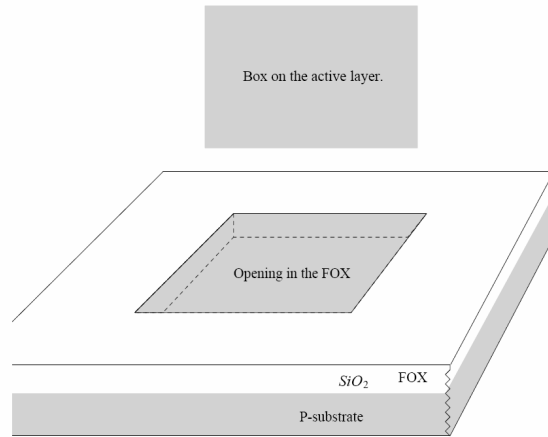 Box on the active layer.
Opening in the FOX
SiO2 FOX
P-substrate